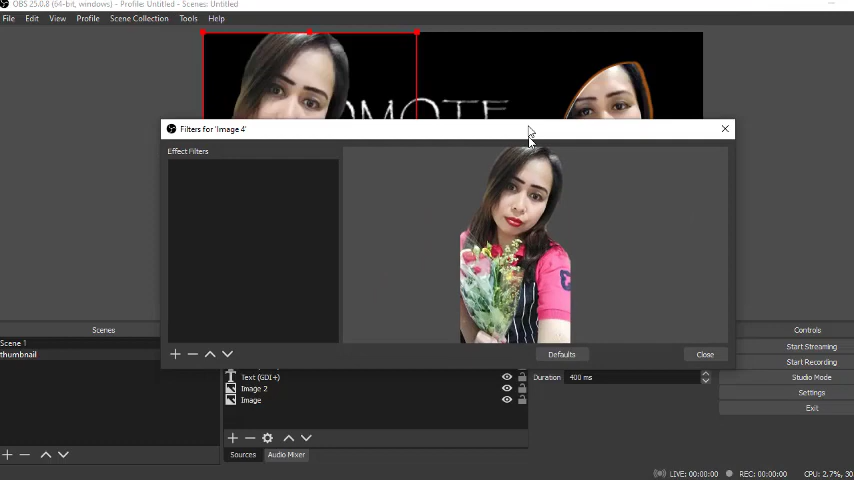 OBS 25.0.8 (64-bit, windows) - Profile: Untitled - Scenes: Untitled
File Edit View Profile Scene Collection Tools Help
OMOTE
Filters for 'Image 4'
Effect Filters
Defaults
Close
Scenes
Controls
Scene 1
thumbnail
Text (GDI+)
Image 2
Image
Duration 400 ms
Start Streaming
Start Recording
Studio Mode
Settings
Exit
Sources Audio Mixer
LIVE: 00:00:00 REC: 00:00:00 CPU: 2.7%, 30